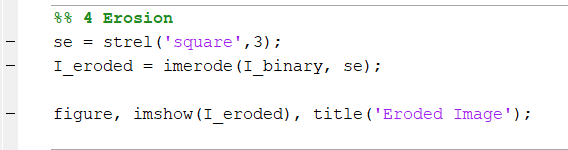 %% 4 Erosion
se = strel('square',3);
I_eroded = imerode(I_binary, se);
figure, imshow(I_eroded), title('Eroded Image');